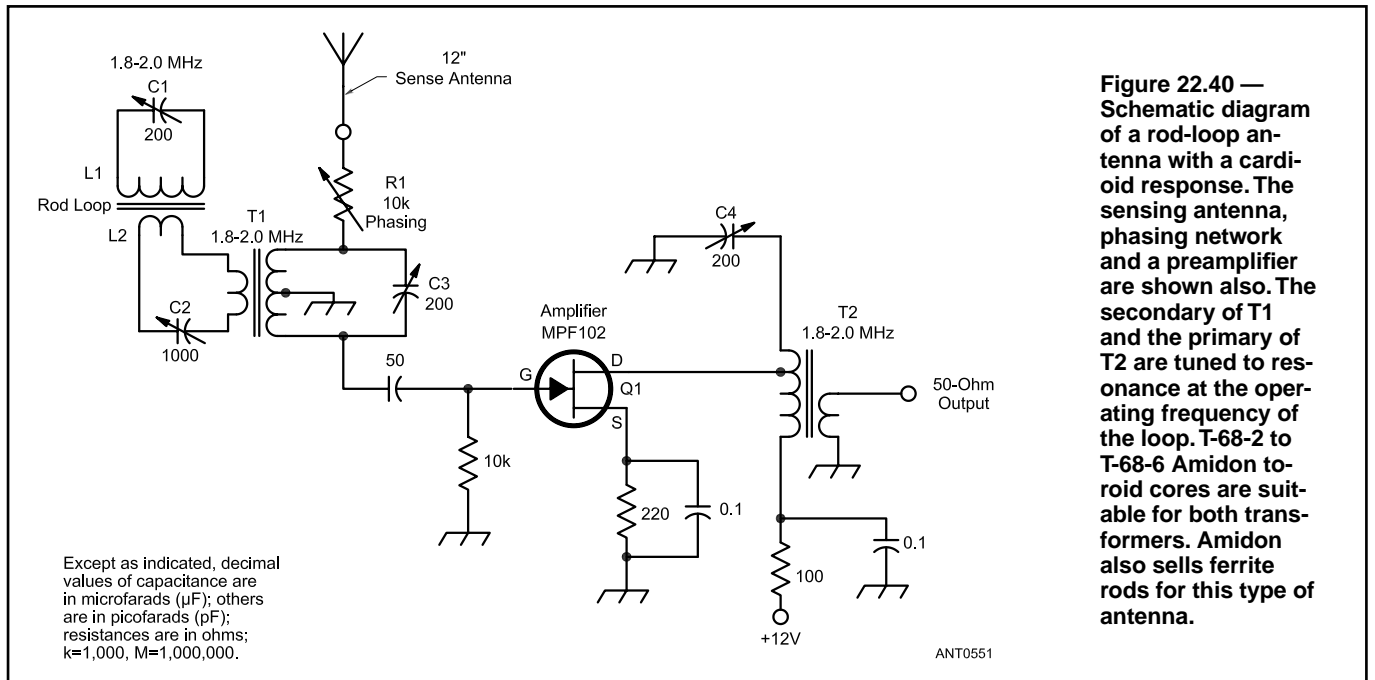 1.8-2.0 MHz
C1
200
L1
Rod Loop
L2
C2
1000
T1
1.8-2.0 MHz
12"
Sense Antenna
R1
10k
Phasing
C3
200
50
10k
Amplifier
MPF102
G
D
Q1
S
220
0.1
C4
200
T2
1.8-2.0 MHz
50-Ohm
Output
0.1
100
+12V
Except as indicated, decimal
values of capacitance are
in microfarads (µF); others
are in picofarads (pF);
resistances are in ohms;
k=1,000, M=1,000,000.
ANT0551
Figure 22.40 —
Schematic diagram
of a rod-loop an-
tenna with a cardi-
oid response. The
sensing antenna,
phasing network
and a preamplifier
are shown also. The
secondary of T1
and the primary of
T2 are tuned to res-
onance at the oper-
ating frequency of
the loop. T-68-2 to
T-68-6 Amidon to-
roid cores are suit-
able for both trans-
formers. Amidon
also sells ferrite
rods for this type of
antenna.